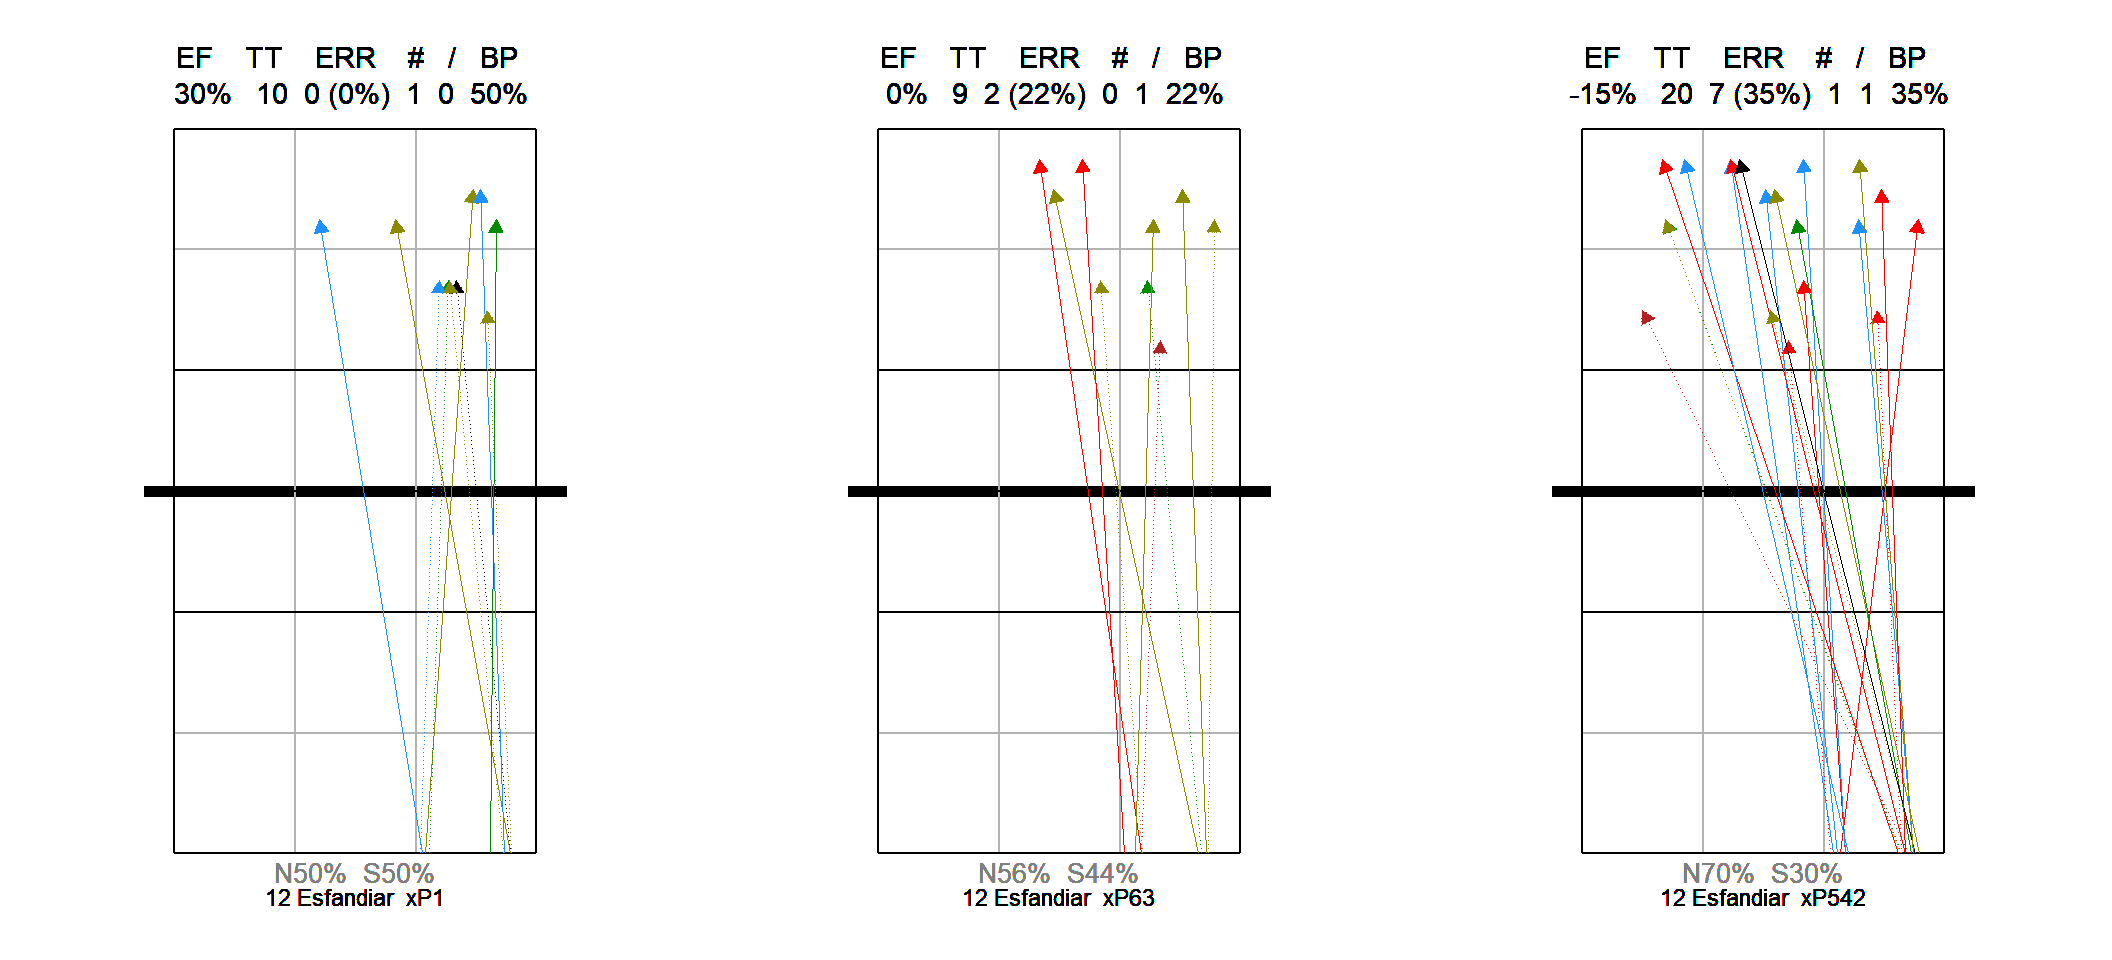 EF TT ERR # / BP
30% 10 0 (0%) 1 0 50%
N50% S50%
12 Esfandiar xP1
EF TT ERR # / BP
0% 9 2 (22%) 0 1 22%
N56% S44%
12 Esfandiar xP63
EF TT ERR # / BP
-15% 20 7 (35%) 1 1 35%
N70% S30%
12 Esfandiar xP542